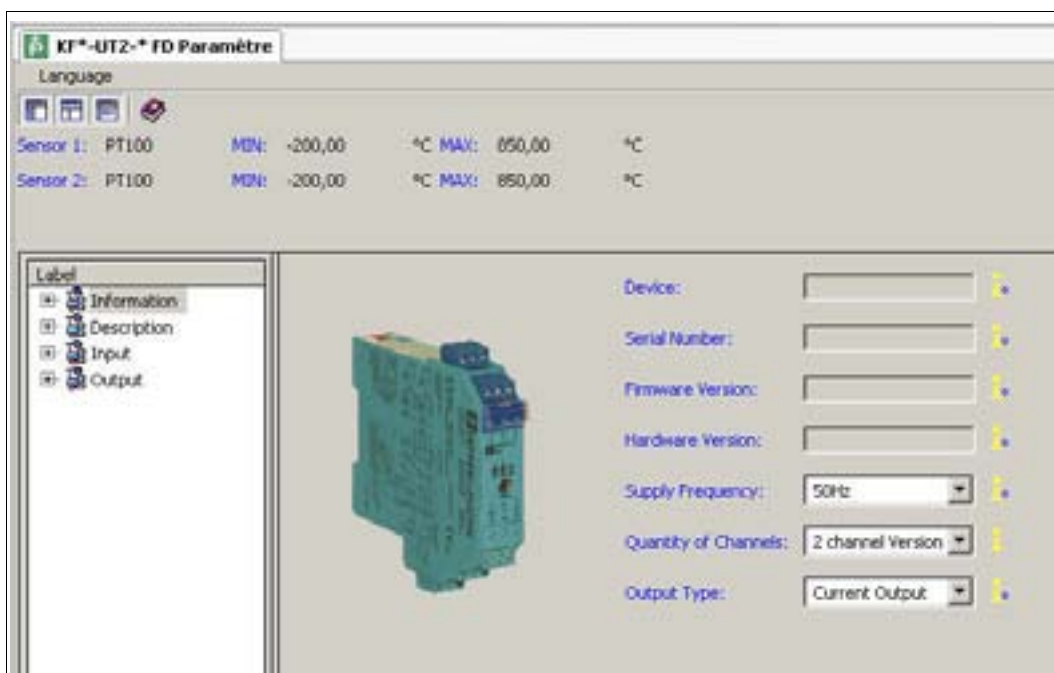 KF*-UT2-* FD Paramètre
Language
Sensor 1: PT100 MIN: -200,00 °C MAX: 850,00 °C
Sensor 2: PT100 MIN: -200,00 °C MAX: 850,00 °C
Label
Information
Description
Input
Output
Device:
Serial Number:
Firmware Version:
Hardware Version:
Supply Frequency: 50Hz
Quantity of Channels: 2 channel Version
Output Type: Current Output